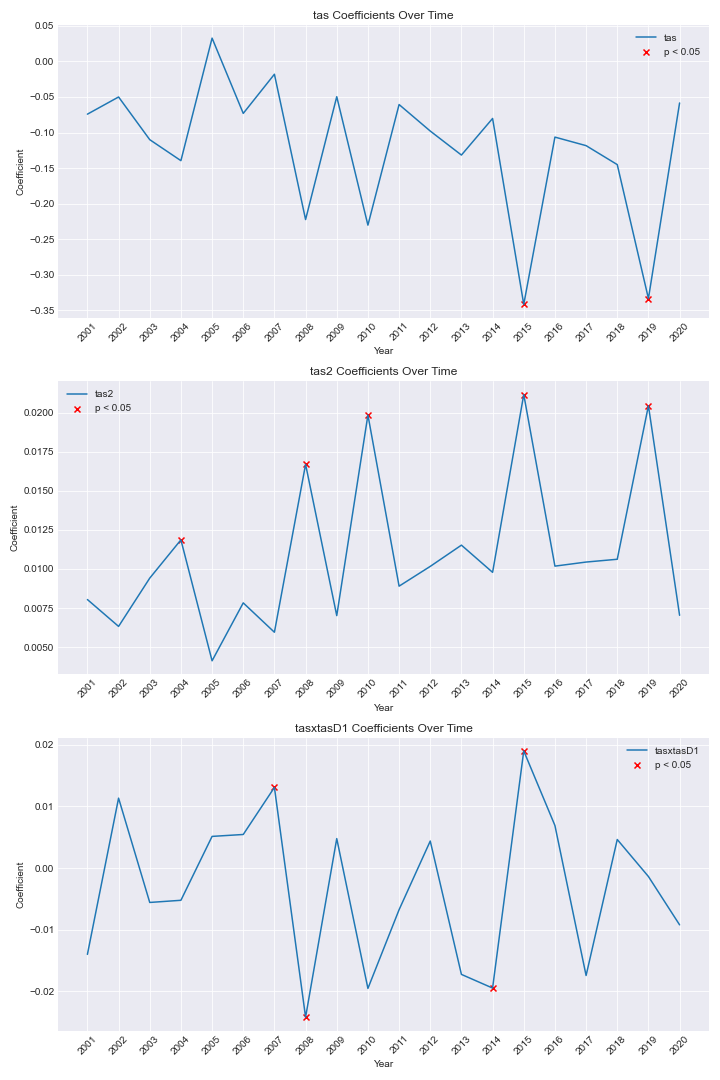 tas Coefficients Over Time
tas
p < 0.05
0.05
0.00
−0.05
−0.10
−0.15
−0.20
−0.25
−0.30
−0.35
Coefficient
2001 2002 2003 2004 2005 2006 2007 2008 2009 2010 2011 2012 2013 2014 2015 2016 2017 2018 2019 2020
Year
tas2 Coefficients Over Time
tas2
p < 0.05
0.0200
0.0175
0.0150
0.0125
0.0100
0.0075
0.0050
Coefficient
2001 2002 2003 2004 2005 2006 2007 2008 2009 2010 2011 2012 2013 2014 2015 2016 2017 2018 2019 2020
Year
tasxtasD1 Coefficients Over Time
tasxtasD1
p < 0.05
0.02
0.01
0.00
−0.01
−0.02
Coefficient
2001 2002 2003 2004 2005 2006 2007 2008 2009 2010 2011 2012 2013 2014 2015 2016 2017 2018 2019 2020
Year